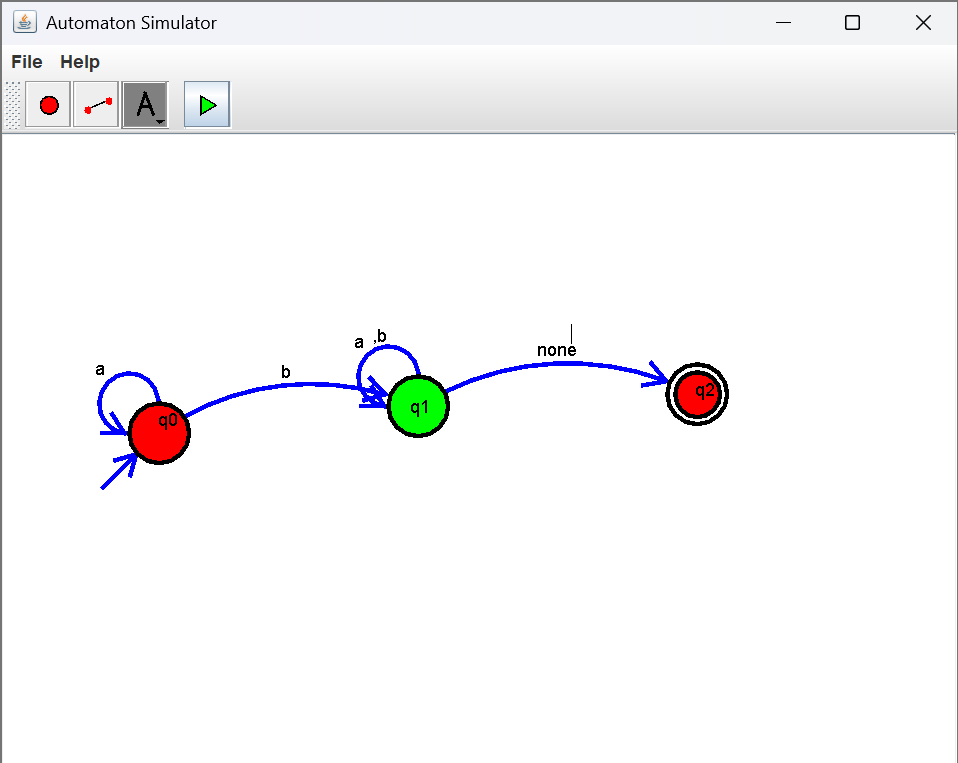 Automaton Simulator
File Help
A
a ,b
none
a
b
q2
q1
q0